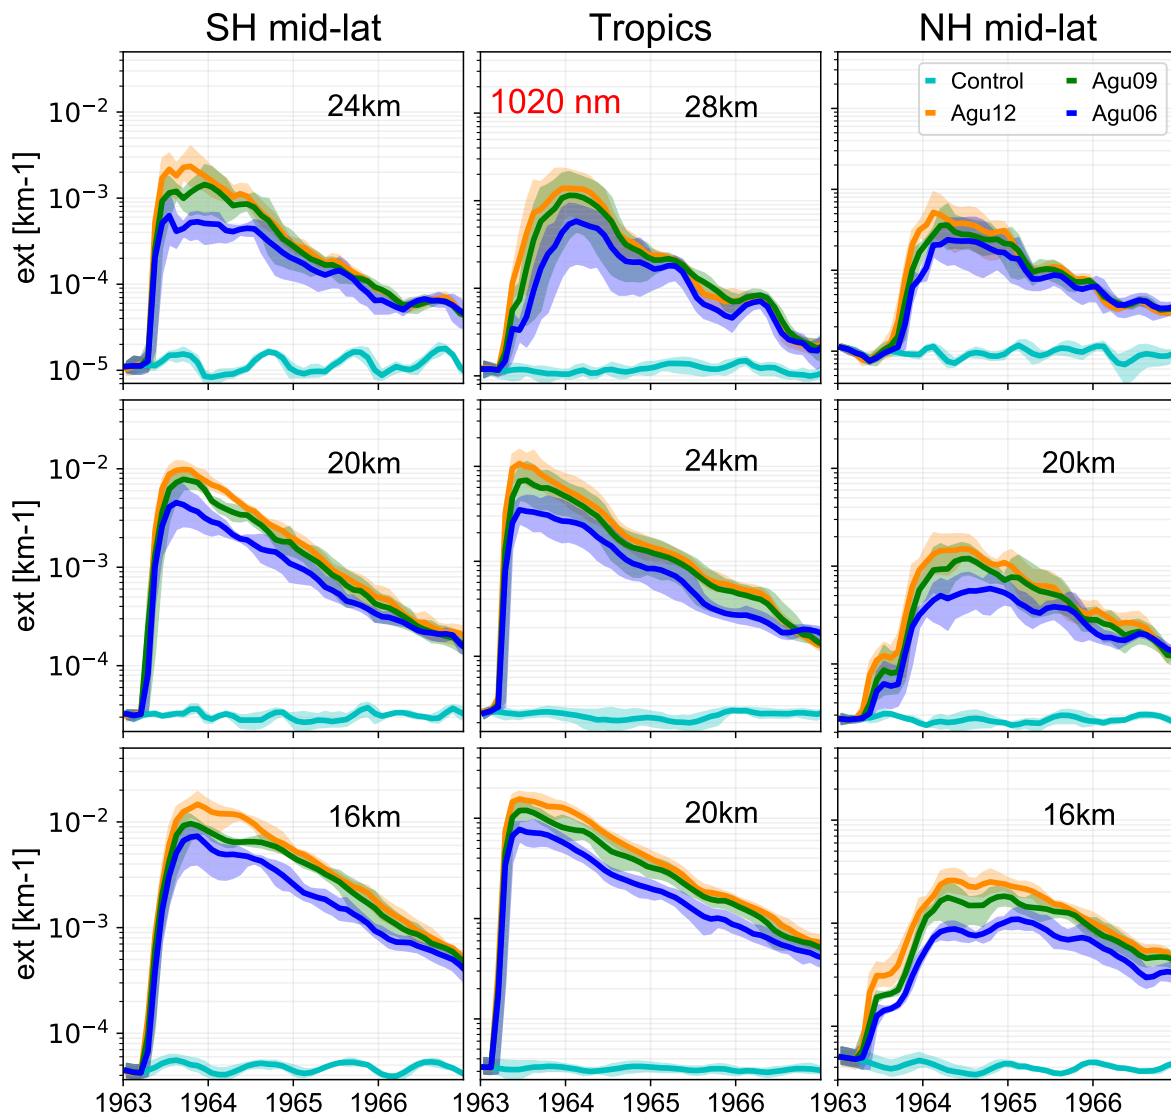 SH mid-lat Tropics NH mid-lat
ext [km-1]
10⁻²
10⁻³
10⁻⁴
10⁻⁵
24km
1020 nm
28km
Control
Agu12
Agu09
Agu06
ext [km-1]
10⁻²
10⁻³
10⁻⁴
20km
24km
20km
ext [km-1]
10⁻²
10⁻³
10⁻⁴
16km
20km
16km
1963 1964 1965 1966 1963 1964 1965 1966 1963 1964 1965 1966